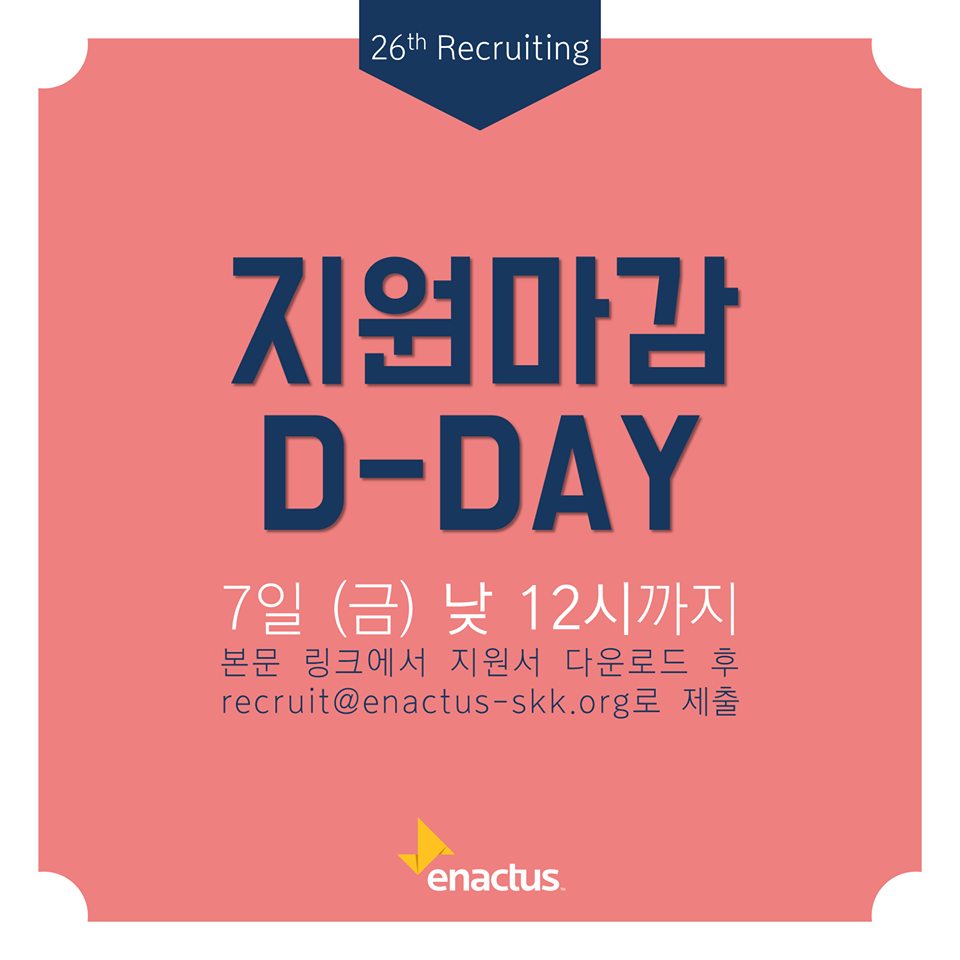 26th Recruiting
지원마감
D-DAY
7일 (금) 낮 12시까지
본문 링크에서 지원서 다운로드 후
recruit@enactus-skk.org로 제출
enactus™